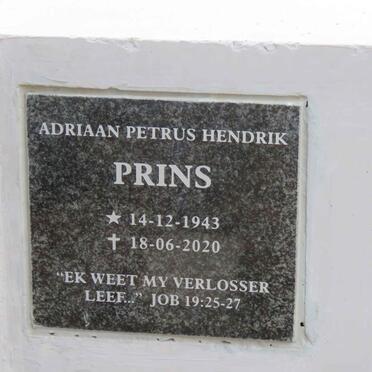 ADRIAAN PETRUS HENDRIK
PRINS
★ 14-12-1943
✝ 18-06-2020
"EK WEET MY VERLOSSER
LEEF.." JOB 19:25-27